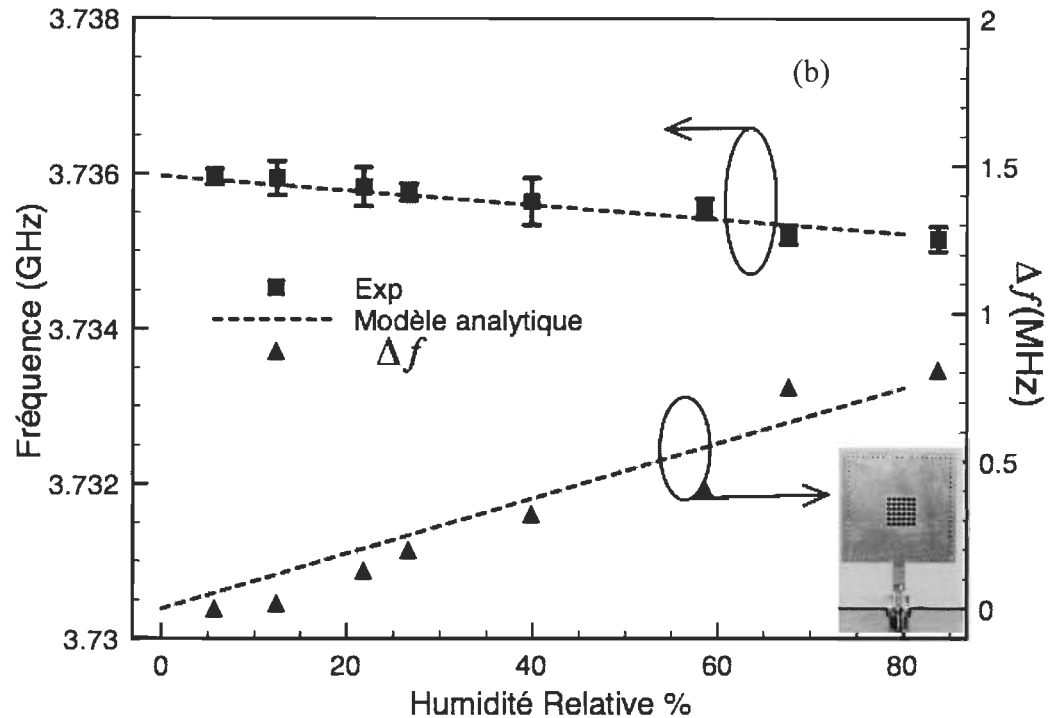 (b)
Fréquence (GHz)
3.738
3.736
3.734
3.732
3.73
Exp
Modèle analytique
Δf
2
1.5
1
0.5
0
Δf(MHz)
0
20
40
60
80
Humidité Relative %